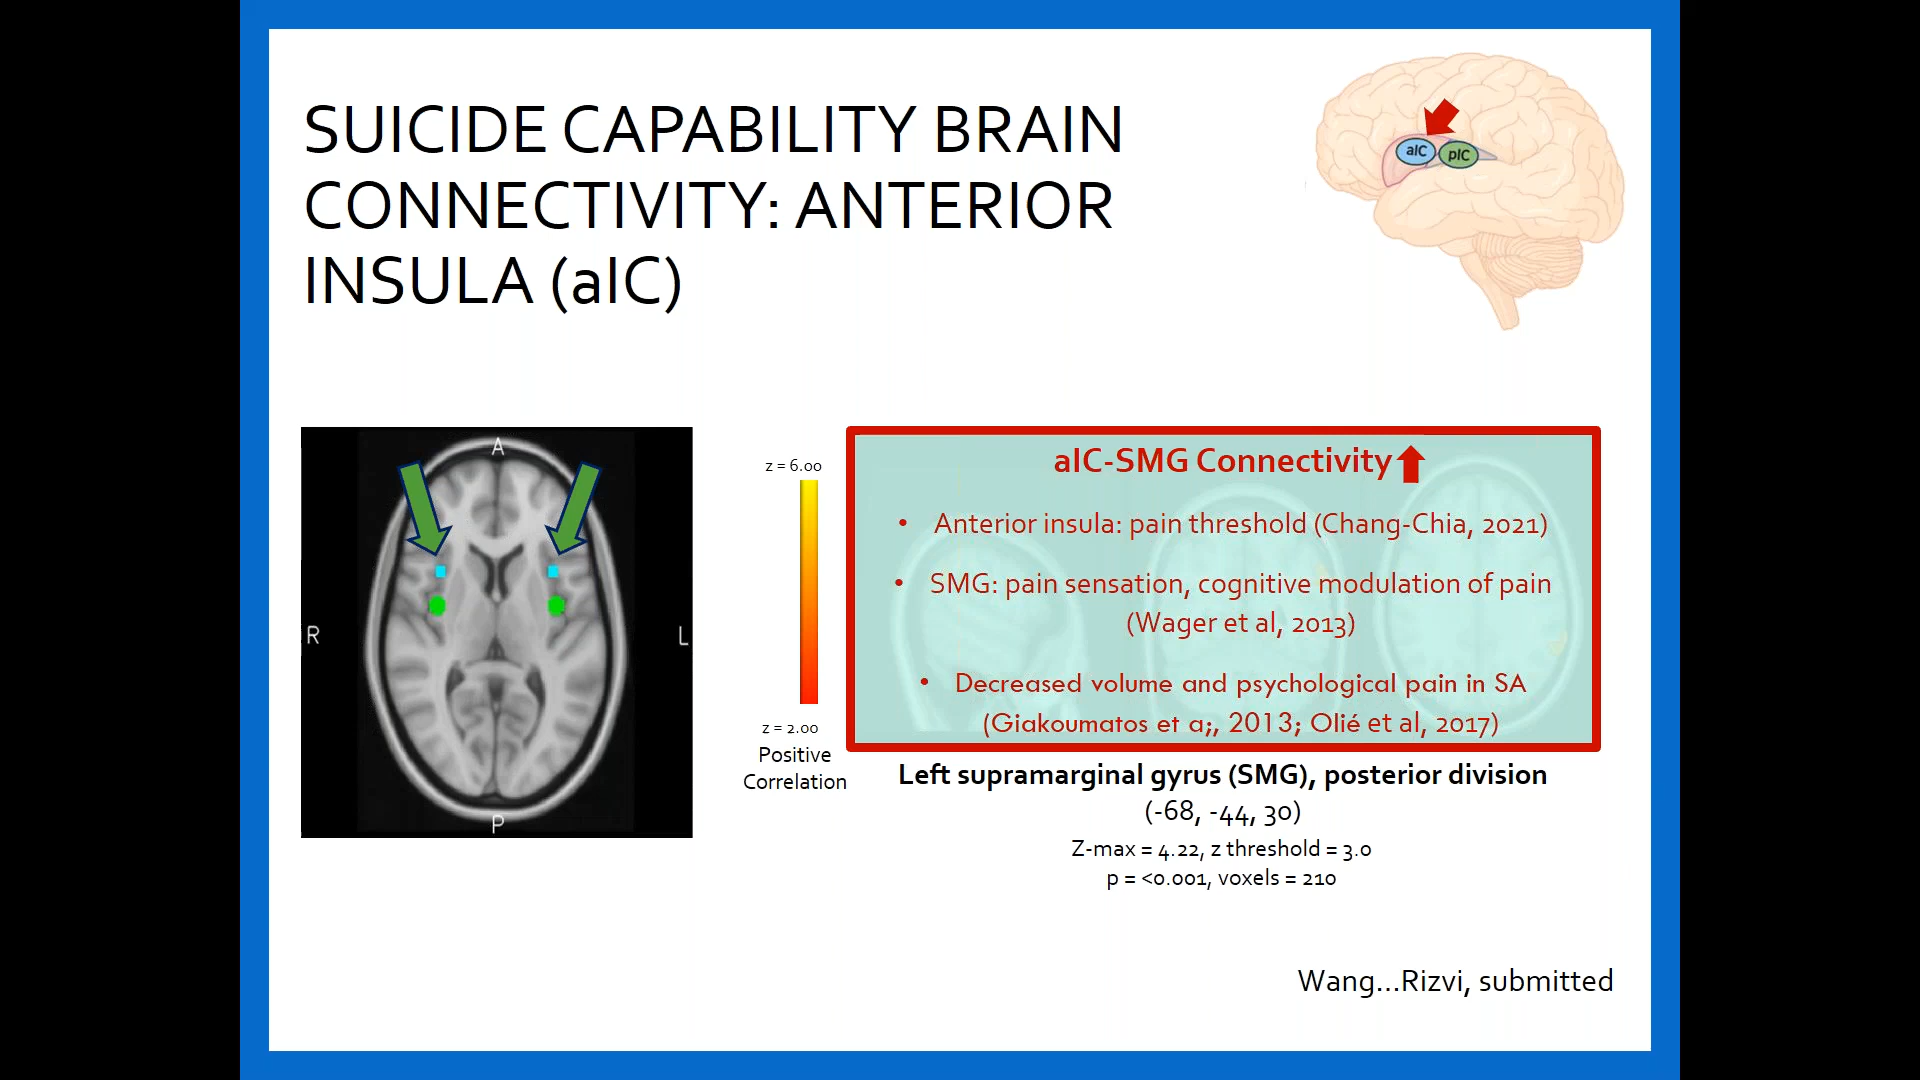 SUICIDE CAPABILITY BRAIN
CONNECTIVITY: ANTERIOR
INSULA (aIC)
aIC
pIC
A
R
L
P
z = 6.00
z = 2.00
Positive
Correlation
aIC-SMG Connectivity
• Anterior insula: pain threshold (Chang-Chia, 2021)
• SMG: pain sensation, cognitive modulation of pain
(Wager et al, 2013)
• Decreased volume and psychological pain in SA
(Giakoumatos et a;, 2013; Olié et al, 2017)
Left supramarginal gyrus (SMG), posterior division
(-68, -44, 30)
Z-max = 4.22, z threshold = 3.0
p = <0.001, voxels = 210
Wang...Rizvi, submitted